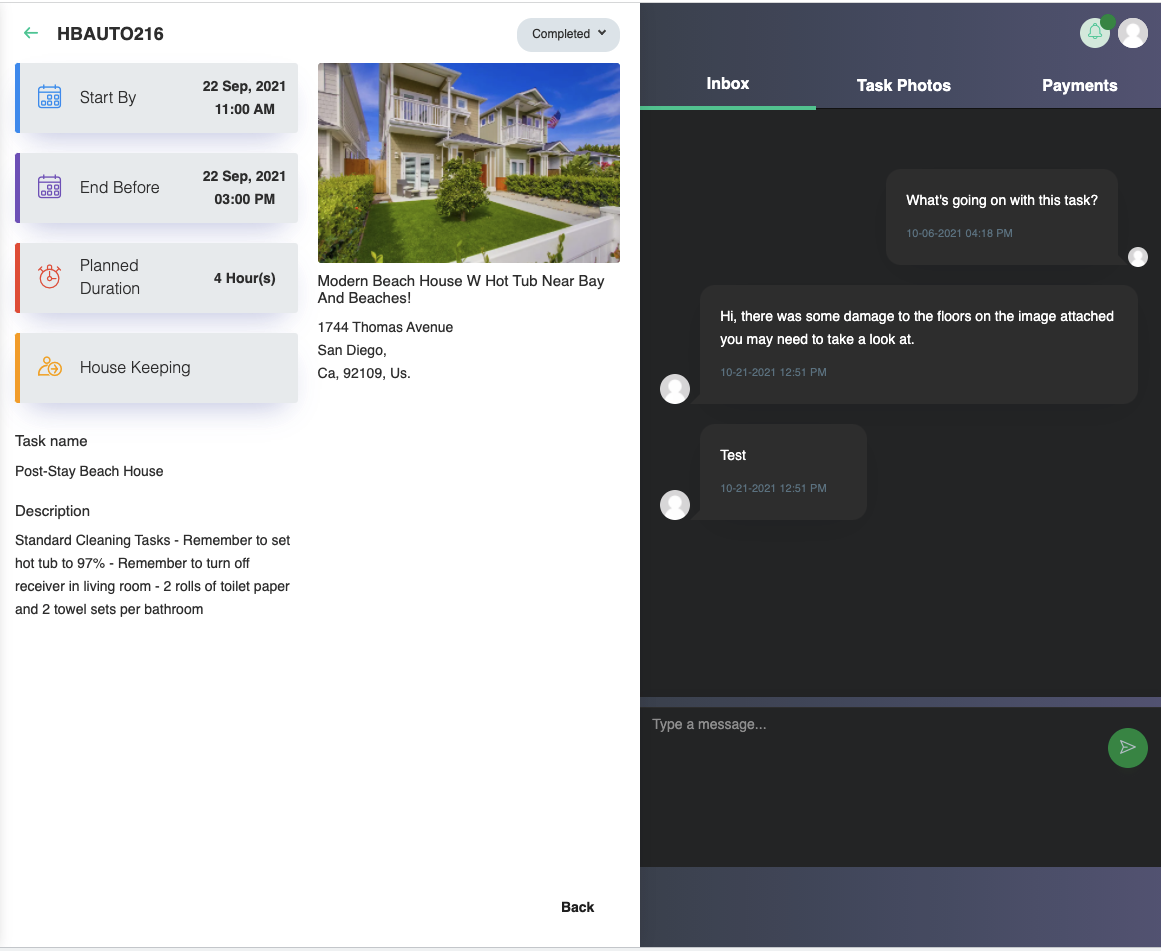 HBAUTO216
Completed
Start By
22 Sep, 2021
11:00 AM
End Before
22 Sep, 2021
03:00 PM
Planned
Duration
4 Hour(s)
House Keeping
Modern Beach House W Hot Tub Near Bay
And Beaches!
1744 Thomas Avenue
San Diego,
Ca, 92109, Us.
Task name
Post-Stay Beach House
Description
Standard Cleaning Tasks - Remember to set
hot tub to 97% - Remember to turn off
receiver in living room - 2 rolls of toilet paper
and 2 towel sets per bathroom
Back
Inbox
Task Photos
Payments
What's going on with this task?
10-06-2021 04:18 PM
Hi, there was some damage to the floors on the image attached
you may need to take a look at.
10-21-2021 12:51 PM
Test
10-21-2021 12:51 PM
Type a message...